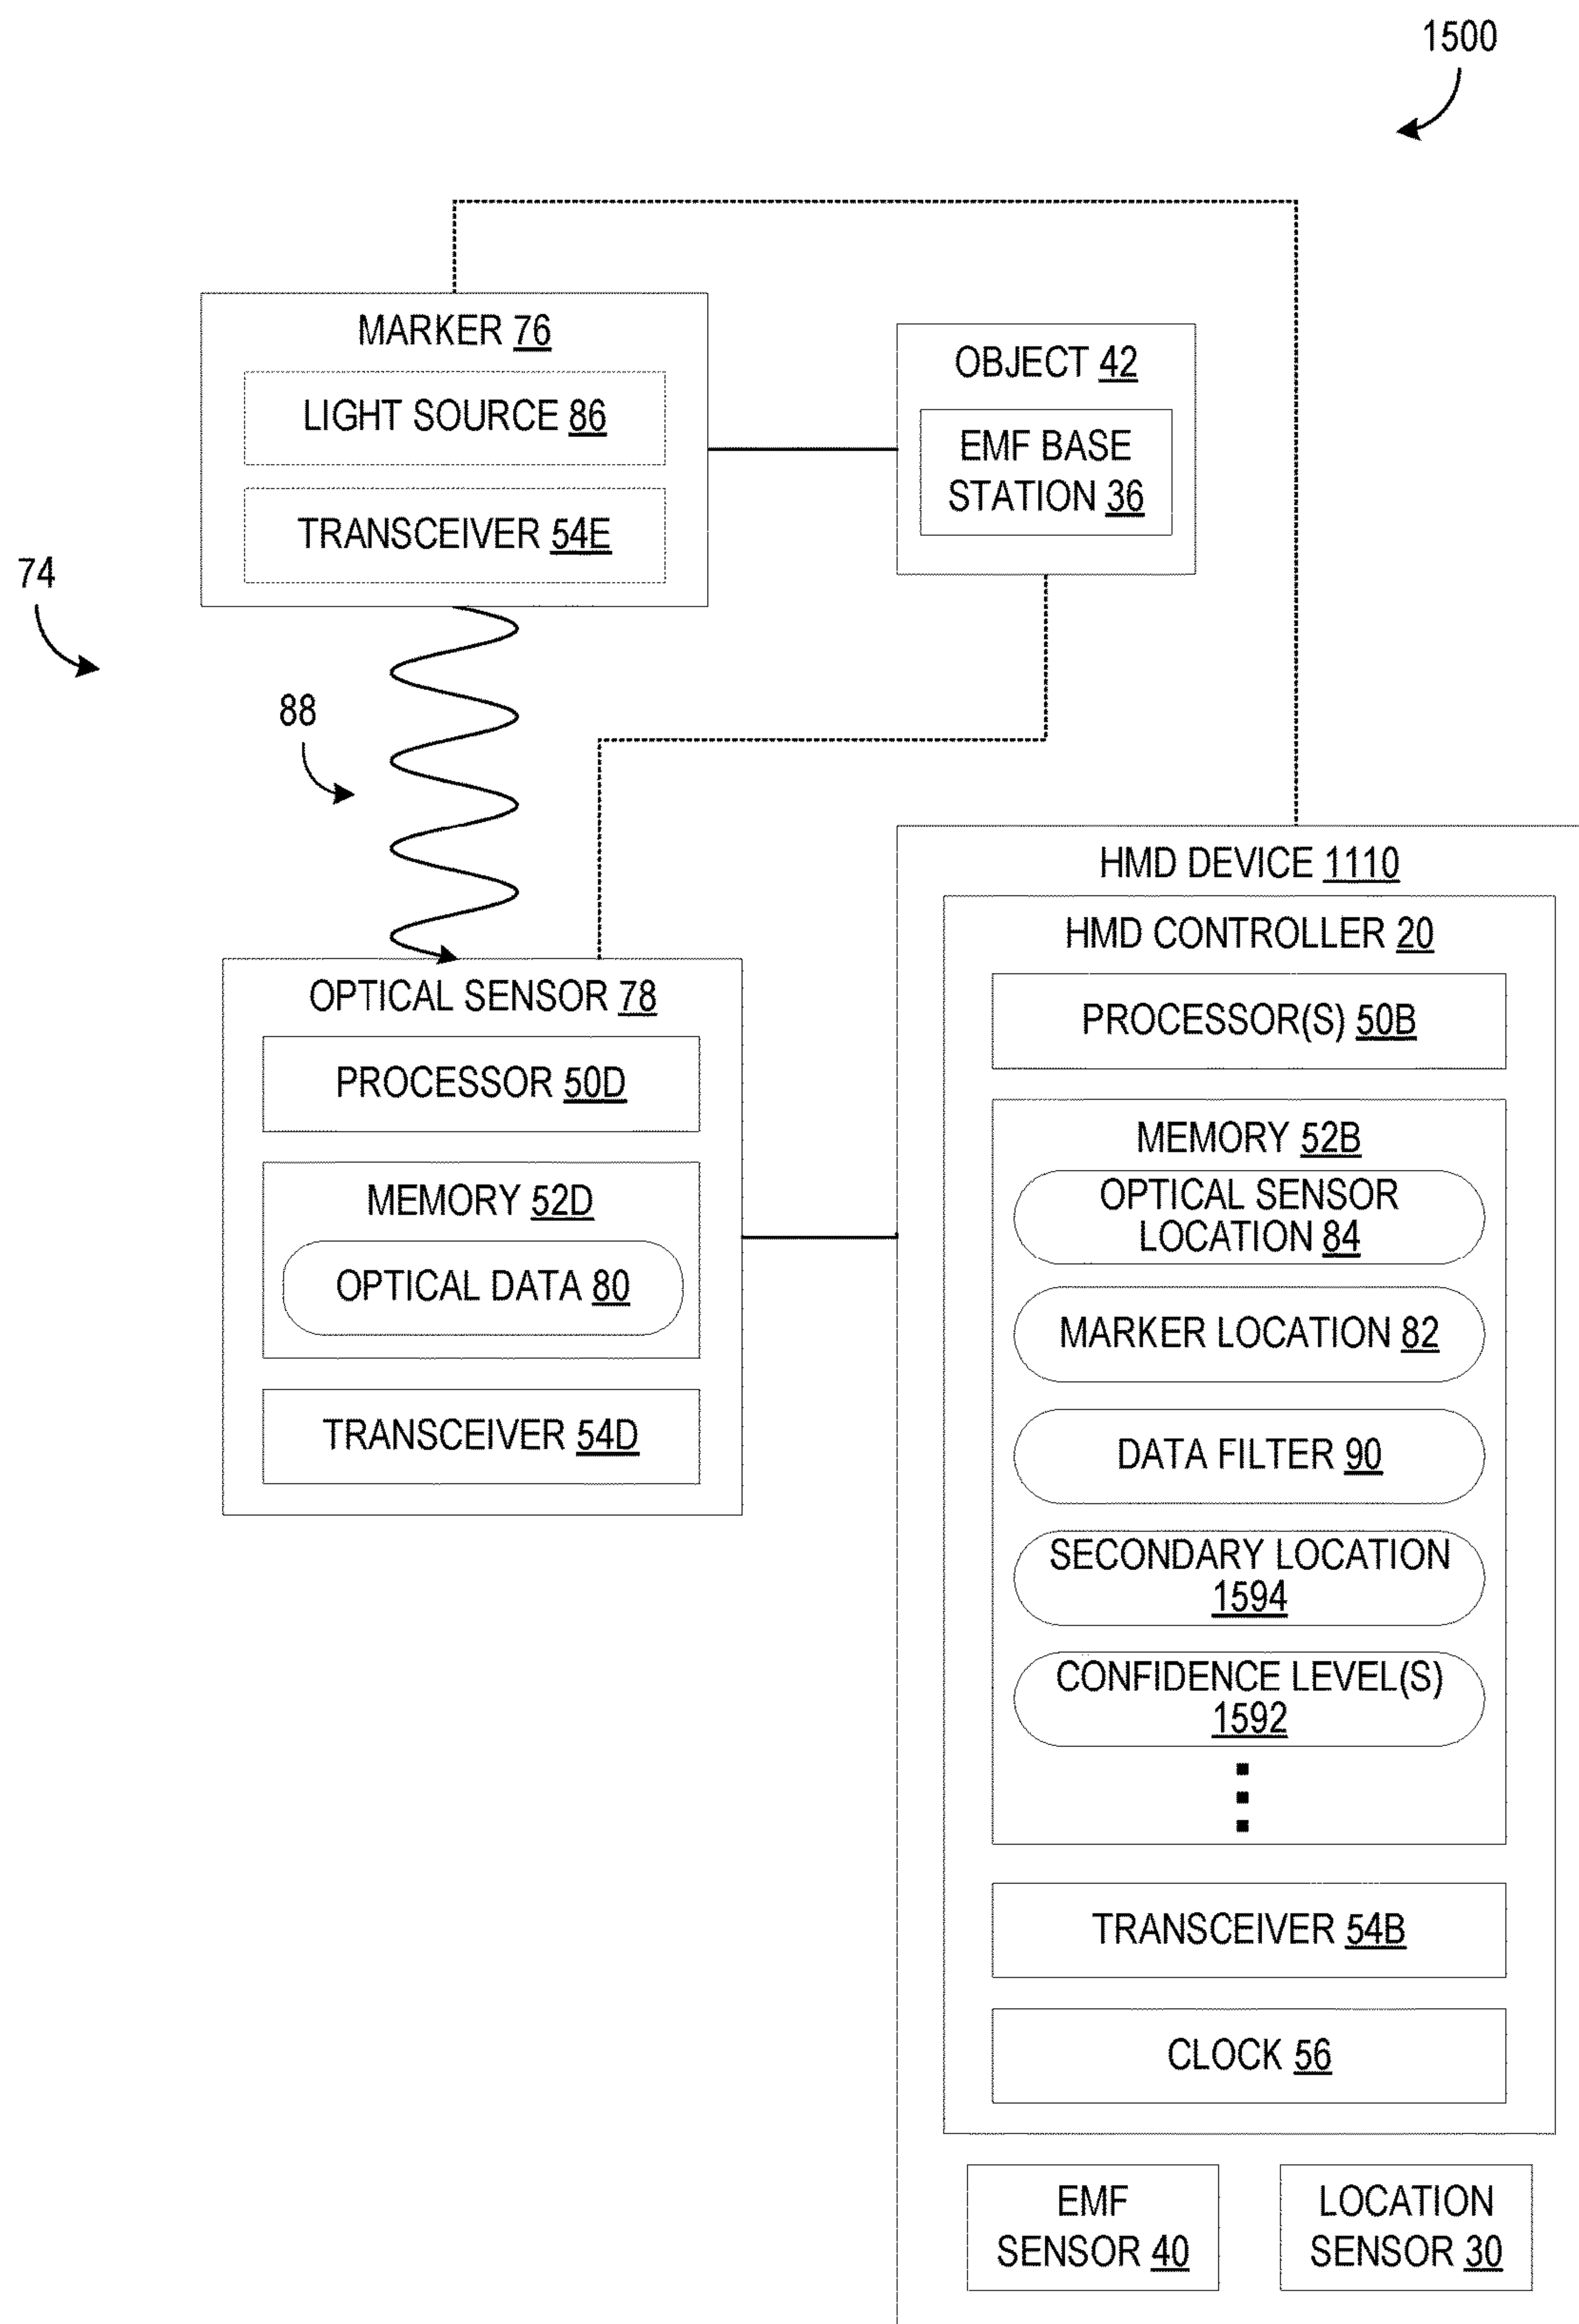 1500
MARKER 76
LIGHT SOURCE 86
TRANSCEIVER 54E
OBJECT 42
EMF BASE
STATION 36
74
88
OPTICAL SENSOR 78
PROCESSOR 50D
MEMORY 52D
OPTICAL DATA 80
TRANSCEIVER 54D
HMD DEVICE 1110
HMD CONTROLLER 20
PROCESSOR(S) 50B
MEMORY 52B
OPTICAL SENSOR
LOCATION 84
MARKER LOCATION 82
DATA FILTER 90
SECONDARY LOCATION
1594
CONFIDENCE LEVEL(S)
1592
TRANSCEIVER 54B
CLOCK 56
EMF
SENSOR 40
LOCATION
SENSOR 30